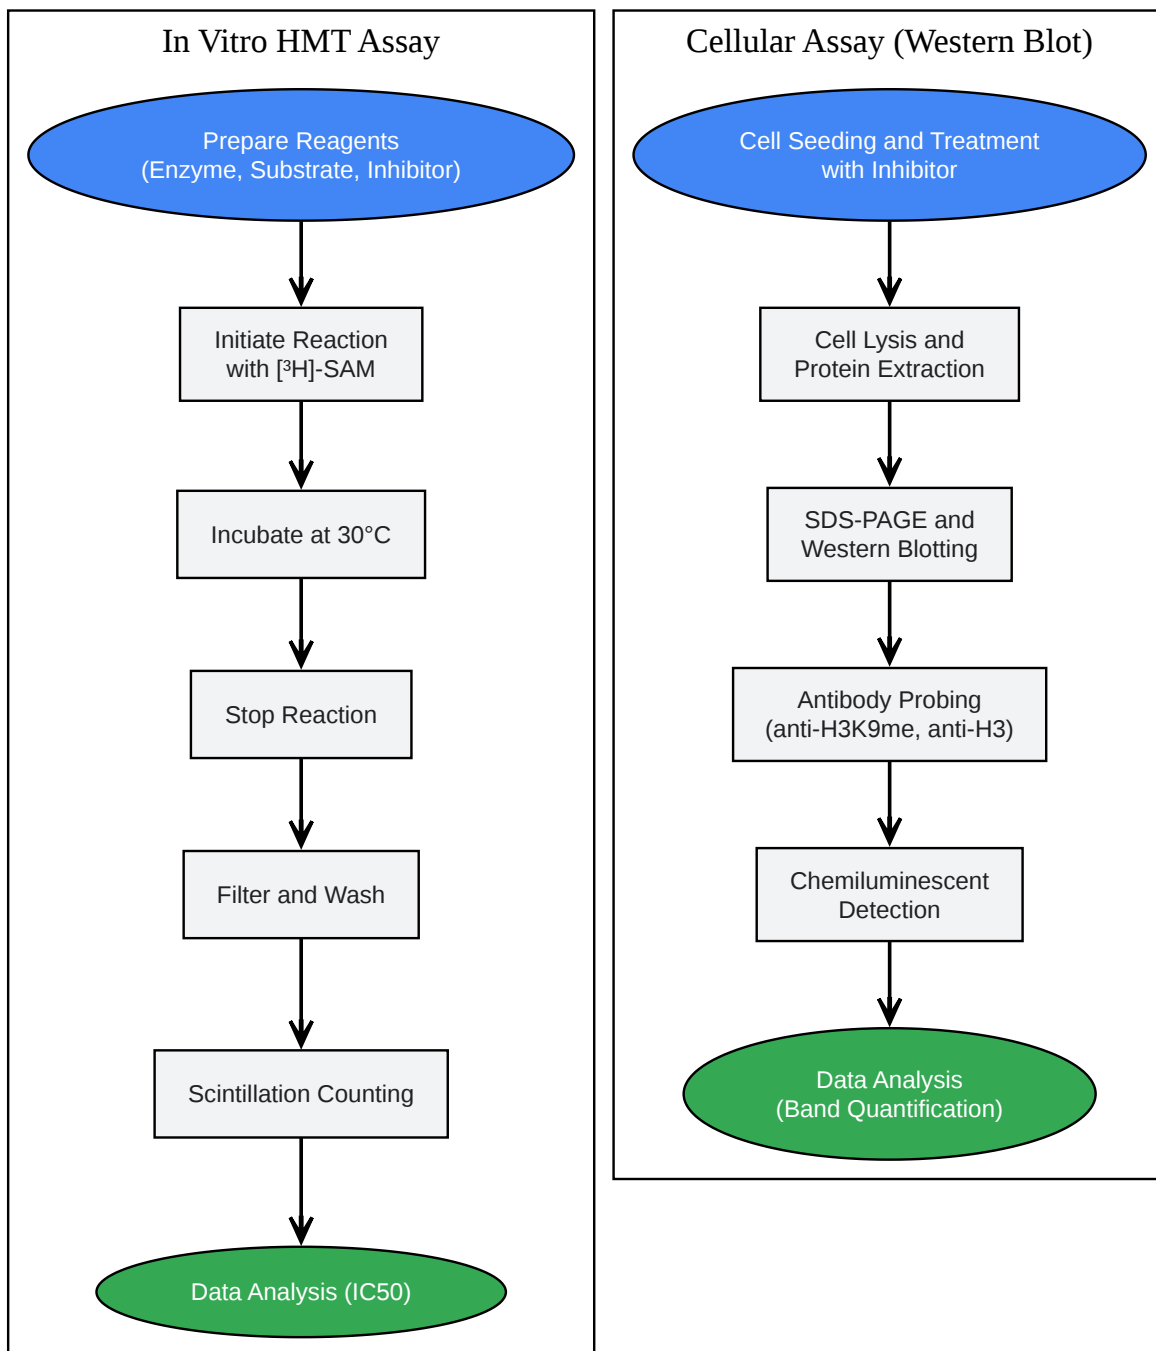 In Vitro HMT Assay
Prepare Reagents
(Enzyme, Substrate, Inhibitor)
Initiate Reaction
with [³H]-SAM
Incubate at 30°C
Stop Reaction
Filter and Wash
Scintillation Counting
Data Analysis (IC50)
Cellular Assay (Western Blot)
Cell Seeding and Treatment
with Inhibitor
Cell Lysis and
Protein Extraction
SDS-PAGE and
Western Blotting
Antibody Probing
(anti-H3K9me, anti-H3)
Chemiluminescent
Detection
Data Analysis
(Band Quantification)